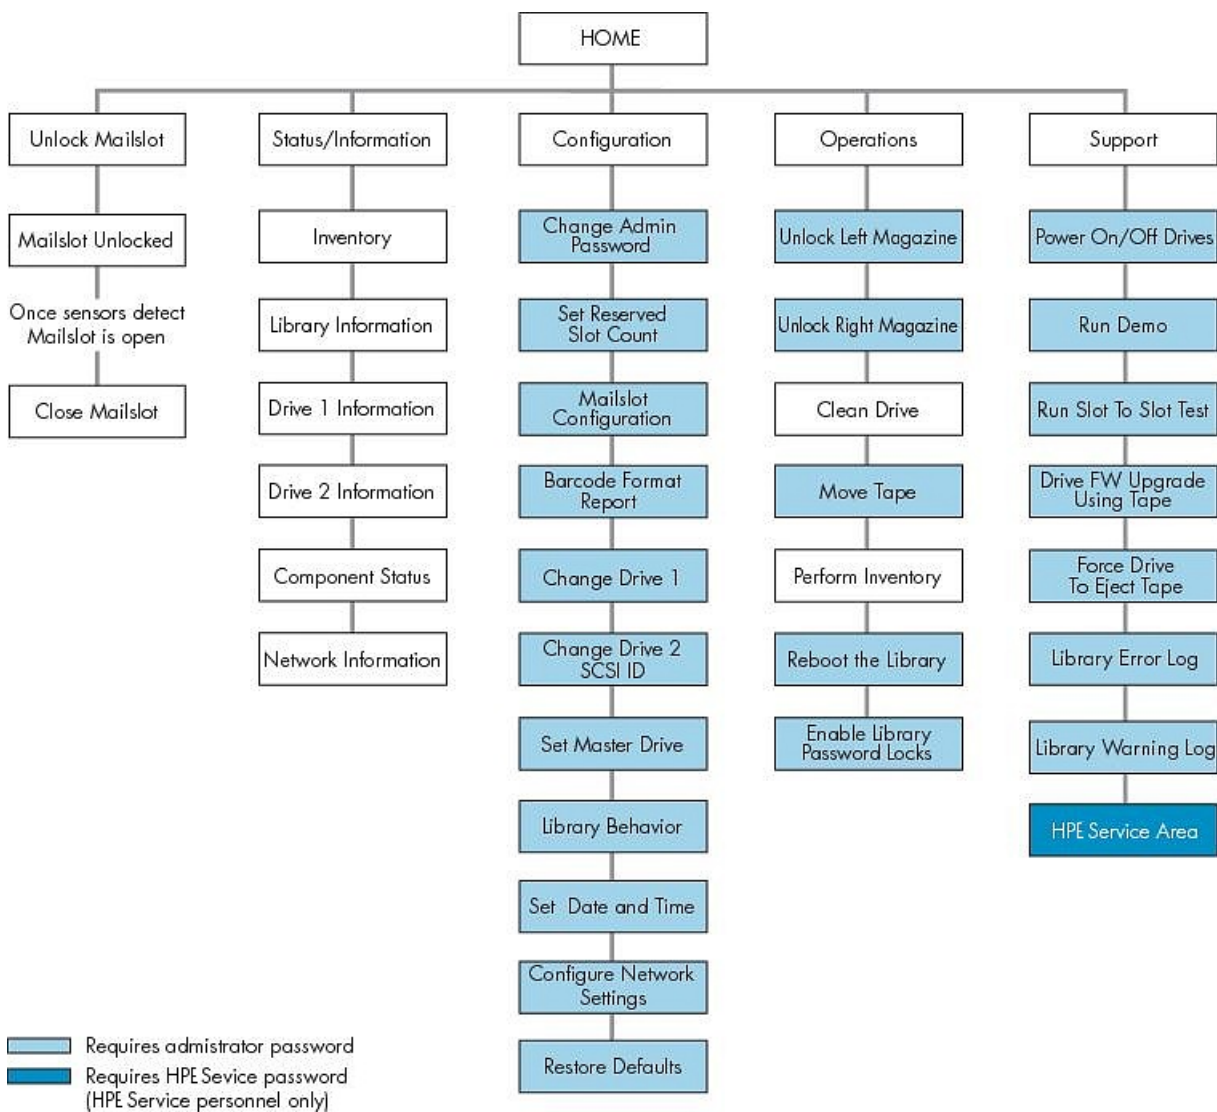 HOME
Unlock Mailslot
Mailslot Unlocked
Once sensors detect
Mailslot is open
Close Mailslot
Status/Information
Inventory
Library Information
Drive 1 Information
Drive 2 Information
Component Status
Network Information
Configuration
Change Admin
Password
Set Reserved
Slot Count
Mailslot
Configuration
Barcode Format
Report
Change Drive 1
Change Drive 2
SCSI ID
Set Master Drive
Library Behavior
Set Date and Time
Configure Network
Settings
Restore Defaults
Operations
Unlock Left Magazine
Unlock Right Magazine
Clean Drive
Move Tape
Perform Inventory
Reboot the Library
Enable Library
Password Locks
Support
Power On/Off Drives
Run Demo
Run Slot To Slot Test
Drive FW Upgrade
Using Tape
Force Drive
To Eject Tape
Library Error Log
Library Warning Log
HPE Service Area
Requires admistrator password
Requires HPE Sevice password
(HPE Service personnel only)